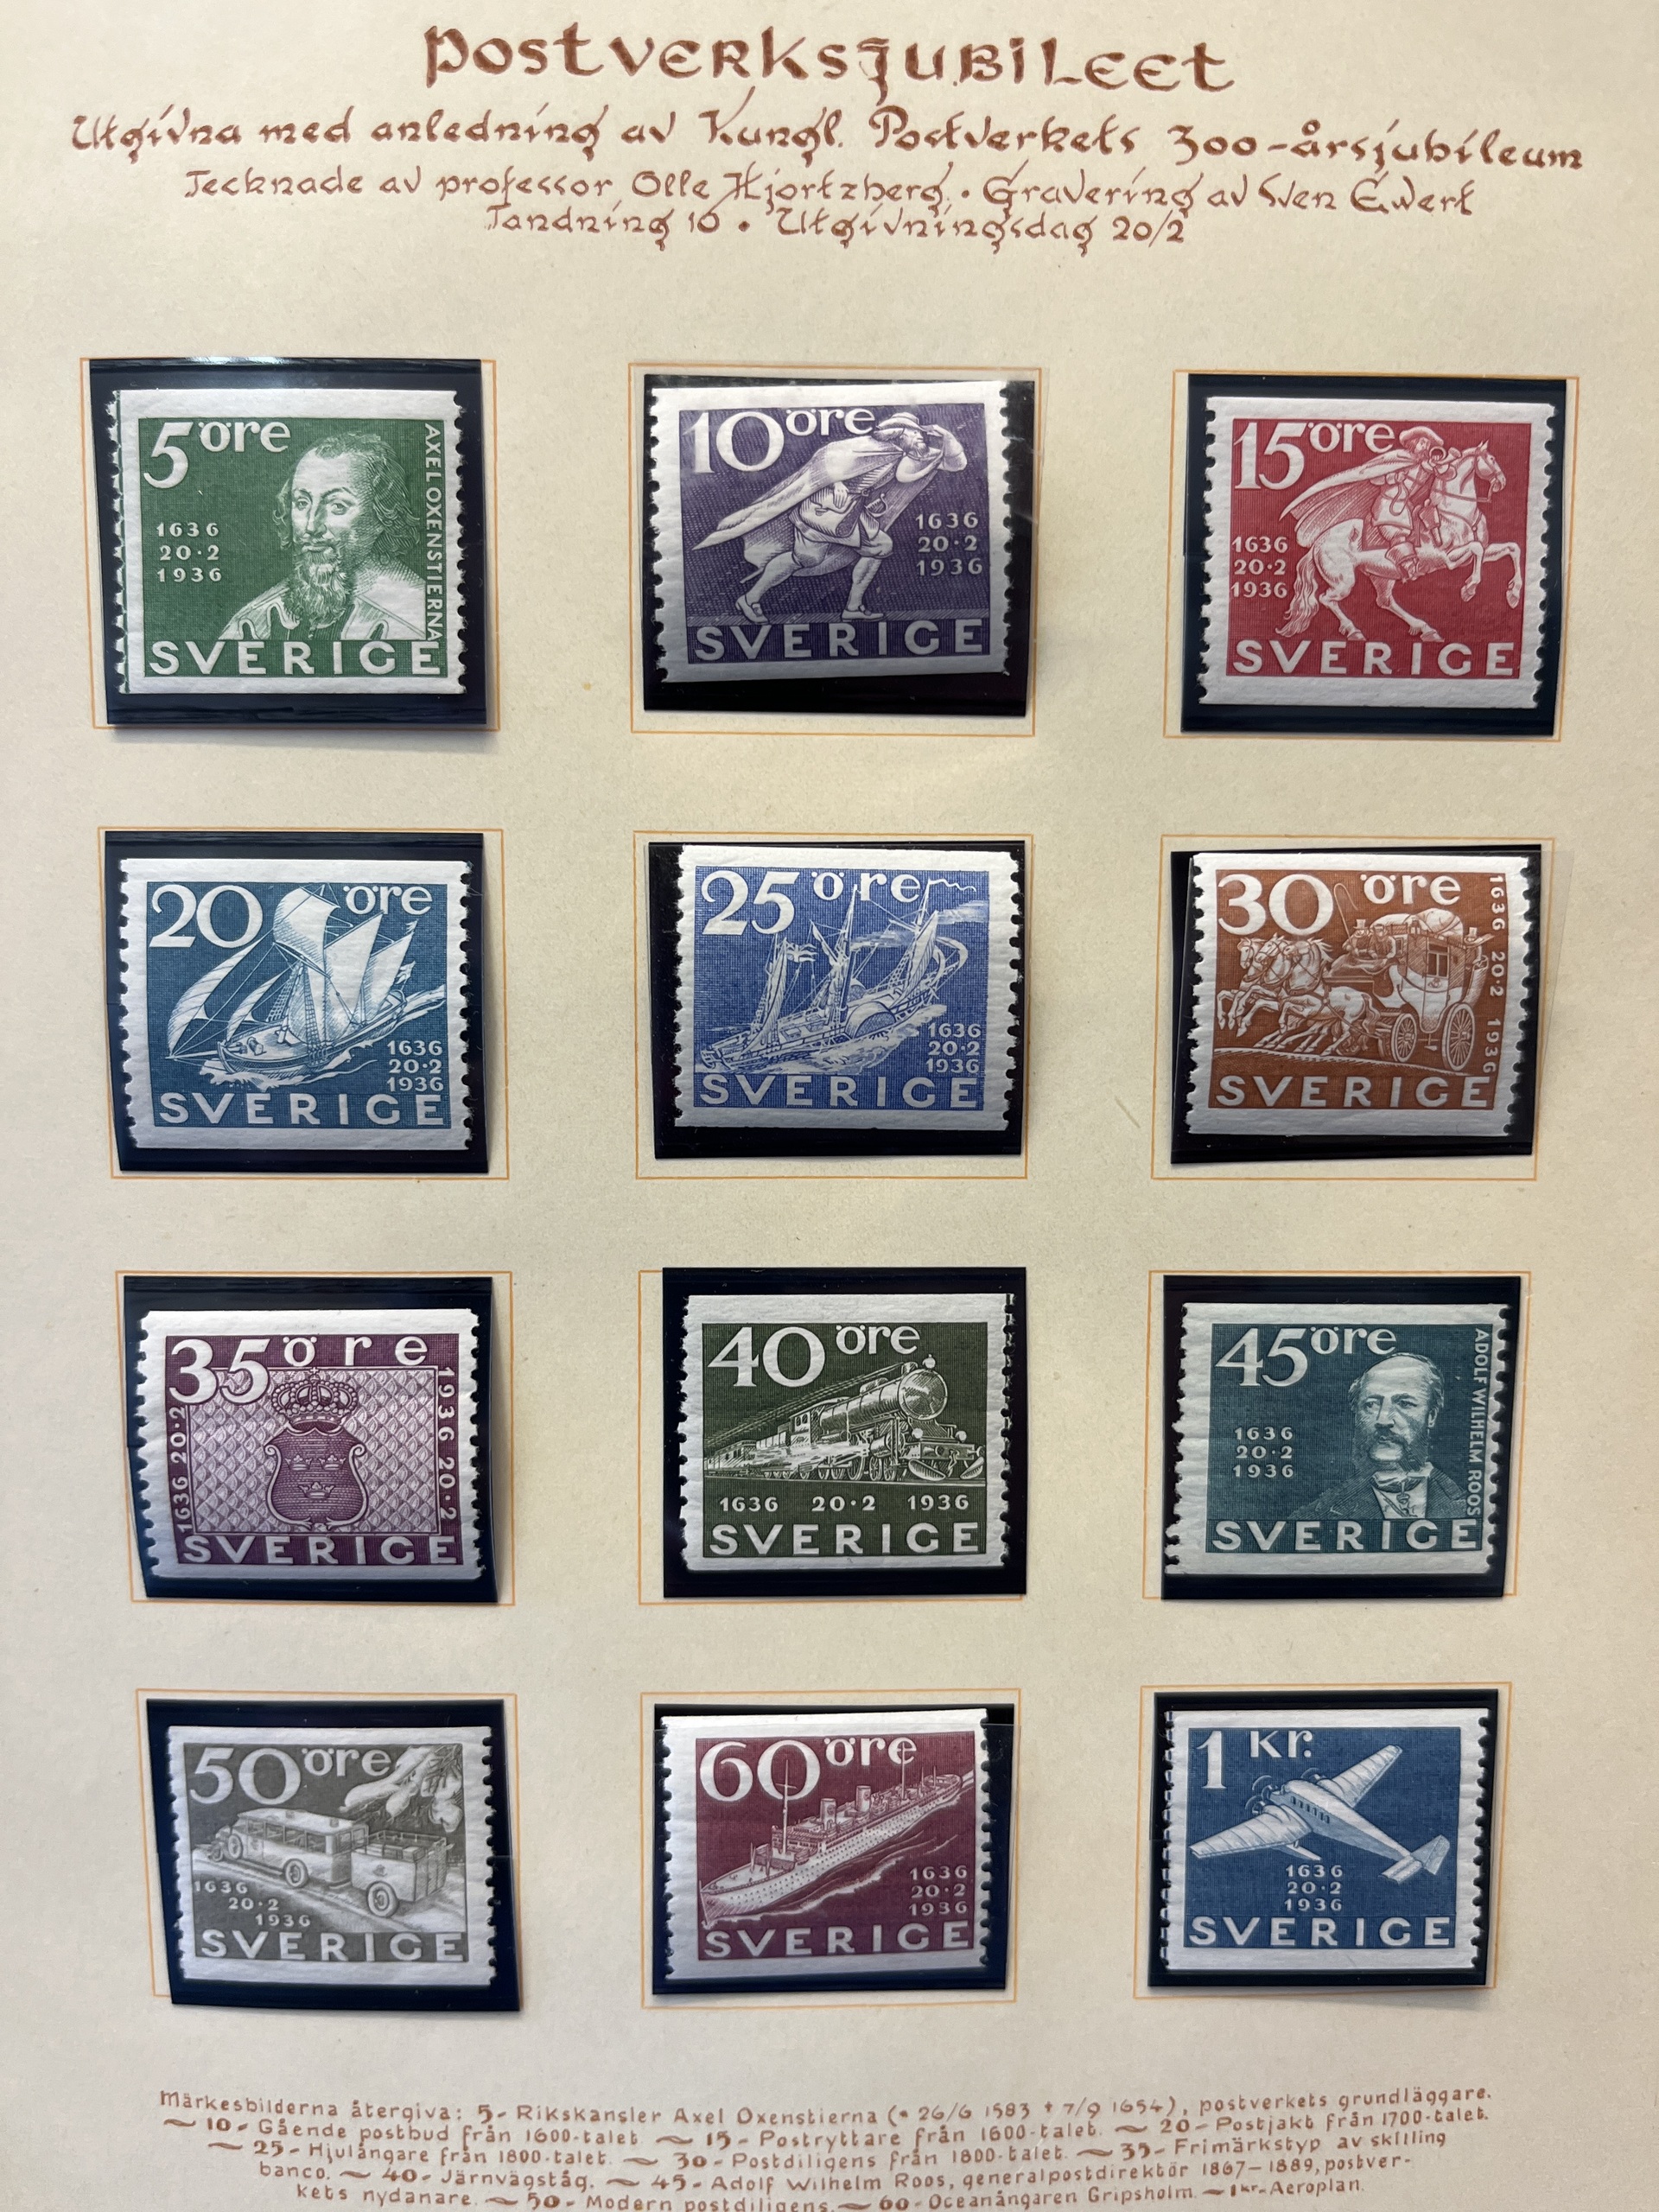 Postverksjubileet
Utgivna med anledning av Kungl. Postverkets 300-årsjubileum
Tecknade av professor Olle Hjortzberg. • Gravering av Sven Ewert
Tandning 10 • Utgivningsdag 20/2
5 öre
AXEL OXENSTIERNA
1636
20·2
1936
SVERIGE
10 öre
1636
20·2
1936
SVERIGE
15 öre
1636
20·2
1936
SVERIGE
20 öre
1636
20·2
1936
SVERIGE
25 öre
1636
20·2
1936
SVERIGE
30 öre
1636 20·2 1936
SVERIGE
35 öre
1636 20·2
1936 20·2
SVERIGE
40 öre
1636 20·2 1936
SVERIGE
45 öre
ADOLF WILHELM ROOS
1636
20·2
1936
SVERIGE
50 öre
1636
20·2
1936
SVERIGE
60 öre
1636
20·2
1936
SVERIGE
1 Kr.
1636
20·2
1936
SVERIGE
Märkesbilderna återgiva: 5- Rikskansler Axel Oxenstierna (* 26/6 1583 † 7/9 1654), postverkets grundläggare.
~ 10- Gående postbud från 1600-talet ~ 15- Postryttare från 1600-talet. ~ 20- Postjakt från 1700-talet.
~ 25- Hjulångare från 1800-talet. ~ 30- Postdiligens från 1800-talet. ~ 35- Frimärkstyp av skilling
banco. ~ 40- Järnvägståg. ~ 45- Adolf Wilhelm Roos, generalpostdirektör 1867-1889, postver-
kets nydanare. ~ 50- Modern postdiligens. ~ 60- Oceanångaren Gripsholm. ~ 1 kr- Aeroplan.